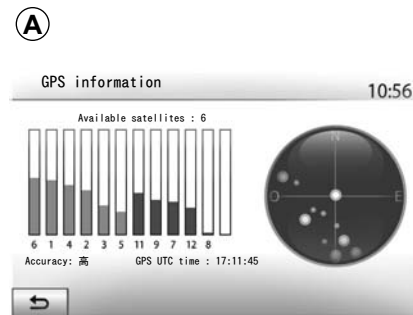 A
GPS information
10:56
Available satellites : 6
N
O E
6 1 4 2 3 5 11 9 7 12 8
Accuracy: 高 GPS UTC time : 17:11:45